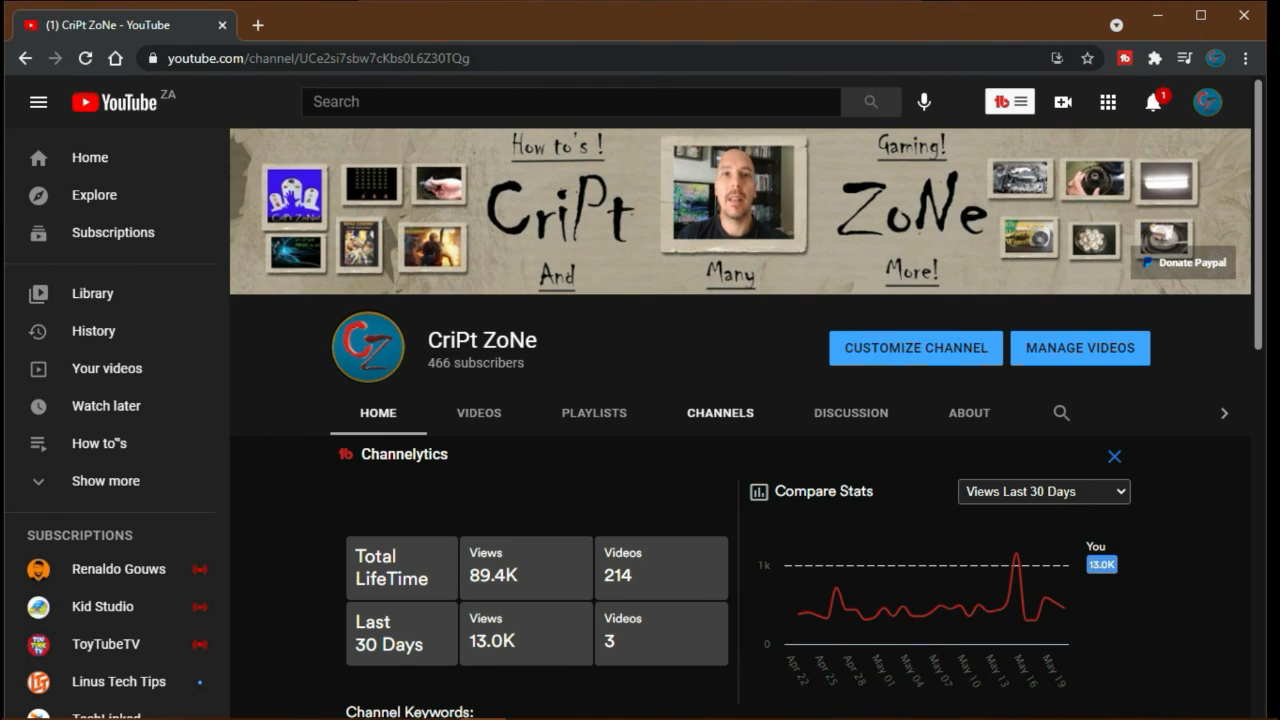 (1) CriPt ZoNe - YouTube
youtube.com/channel/UCe2si7sbw7cKbs0L6Z30TQg
YouTube ZA
Search
1
Home
Explore
Subscriptions
Library
History
Your videos
Watch later
How to"s
Show more
SUBSCRIPTIONS
Renaldo Gouws
Kid Studio
ToyTubeTV
Linus Tech Tips
How to's !
Gaming!
CriPt
ZoNe
And
Many
More!
Donate Paypal
CriPt ZoNe
466 subscribers
CUSTOMIZE CHANNEL
MANAGE VIDEOS
HOME
VIDEOS
PLAYLISTS
CHANNELS
DISCUSSION
ABOUT
Channelytics
Compare Stats
Views Last 30 Days
Total
LifeTime
Views
89.4K
Videos
214
Last
30 Days
Views
13.0K
Videos
3
You
13.0K
1k
0
Apr 22
Apr 25
Apr 28
May 01
May 04
May 07
May 10
May 13
May 16
May 19
Channel Keywords: